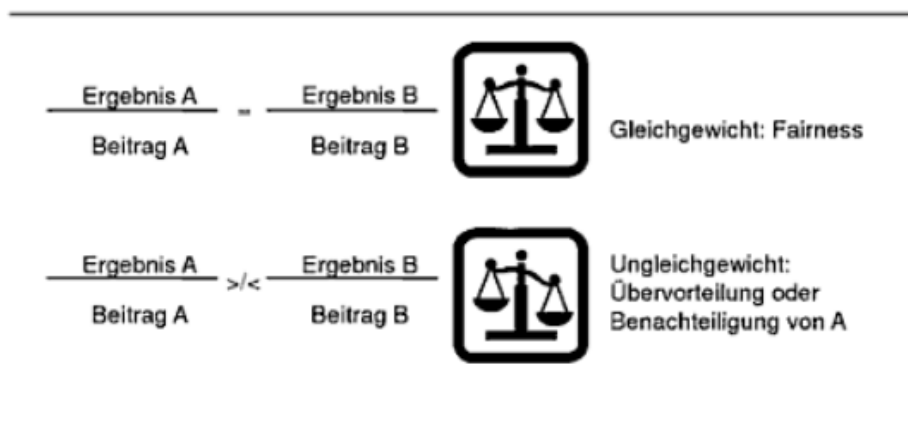 Ergebnis A = Ergebnis B
Beitrag A Beitrag B
Gleichgewicht: Fairness
Ergebnis A >/< Ergebnis B
Beitrag A Beitrag B
Ungleichgewicht:
Übervorteilung oder
Benachteiligung von A